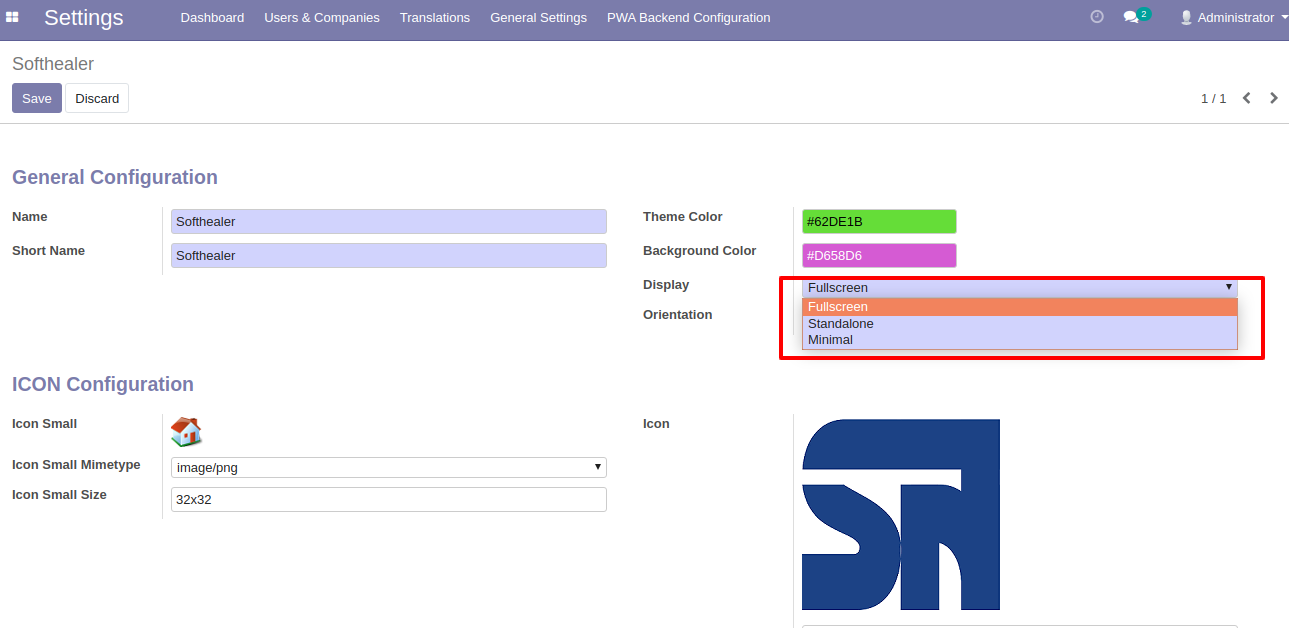 Settings Dashboard Users & Companies Translations General Settings PWA Backend Configuration 2 Administrator
Softhealer
Save Discard 1 / 1
General Configuration
Name Softhealer
Short Name Softhealer
Theme Color #62DE1B
Background Color #D658D6
Display Fullscreen
Fullscreen
Orientation
Standalone
Minimal
ICON Configuration
Icon Small
Icon Small Mimetype image/png
Icon Small Size 32x32
Icon